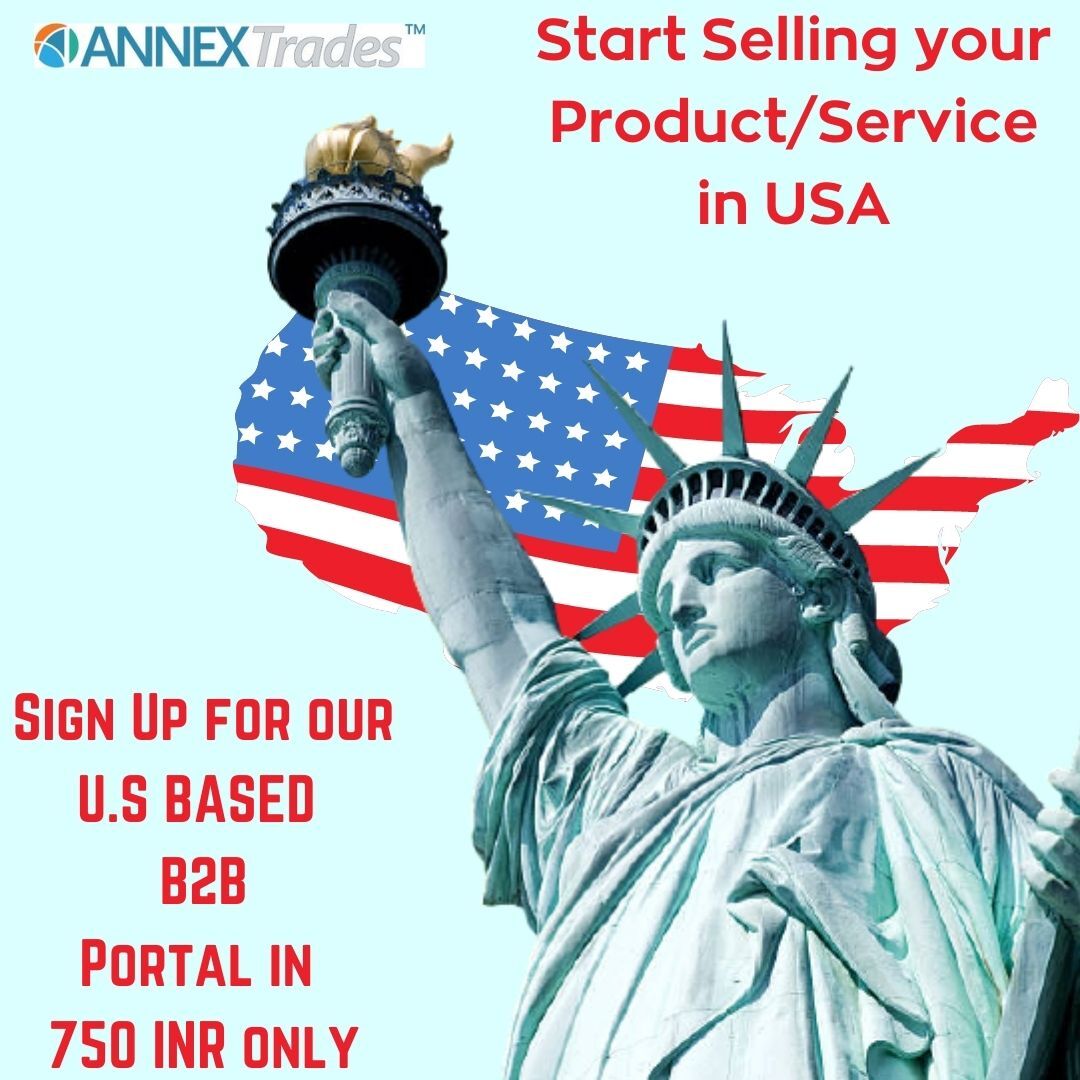 ANNEXTrades™
Start Selling your
Product/Service
in USA
Sign Up for our
U.S BASED
B2B
Portal in
750 INR only